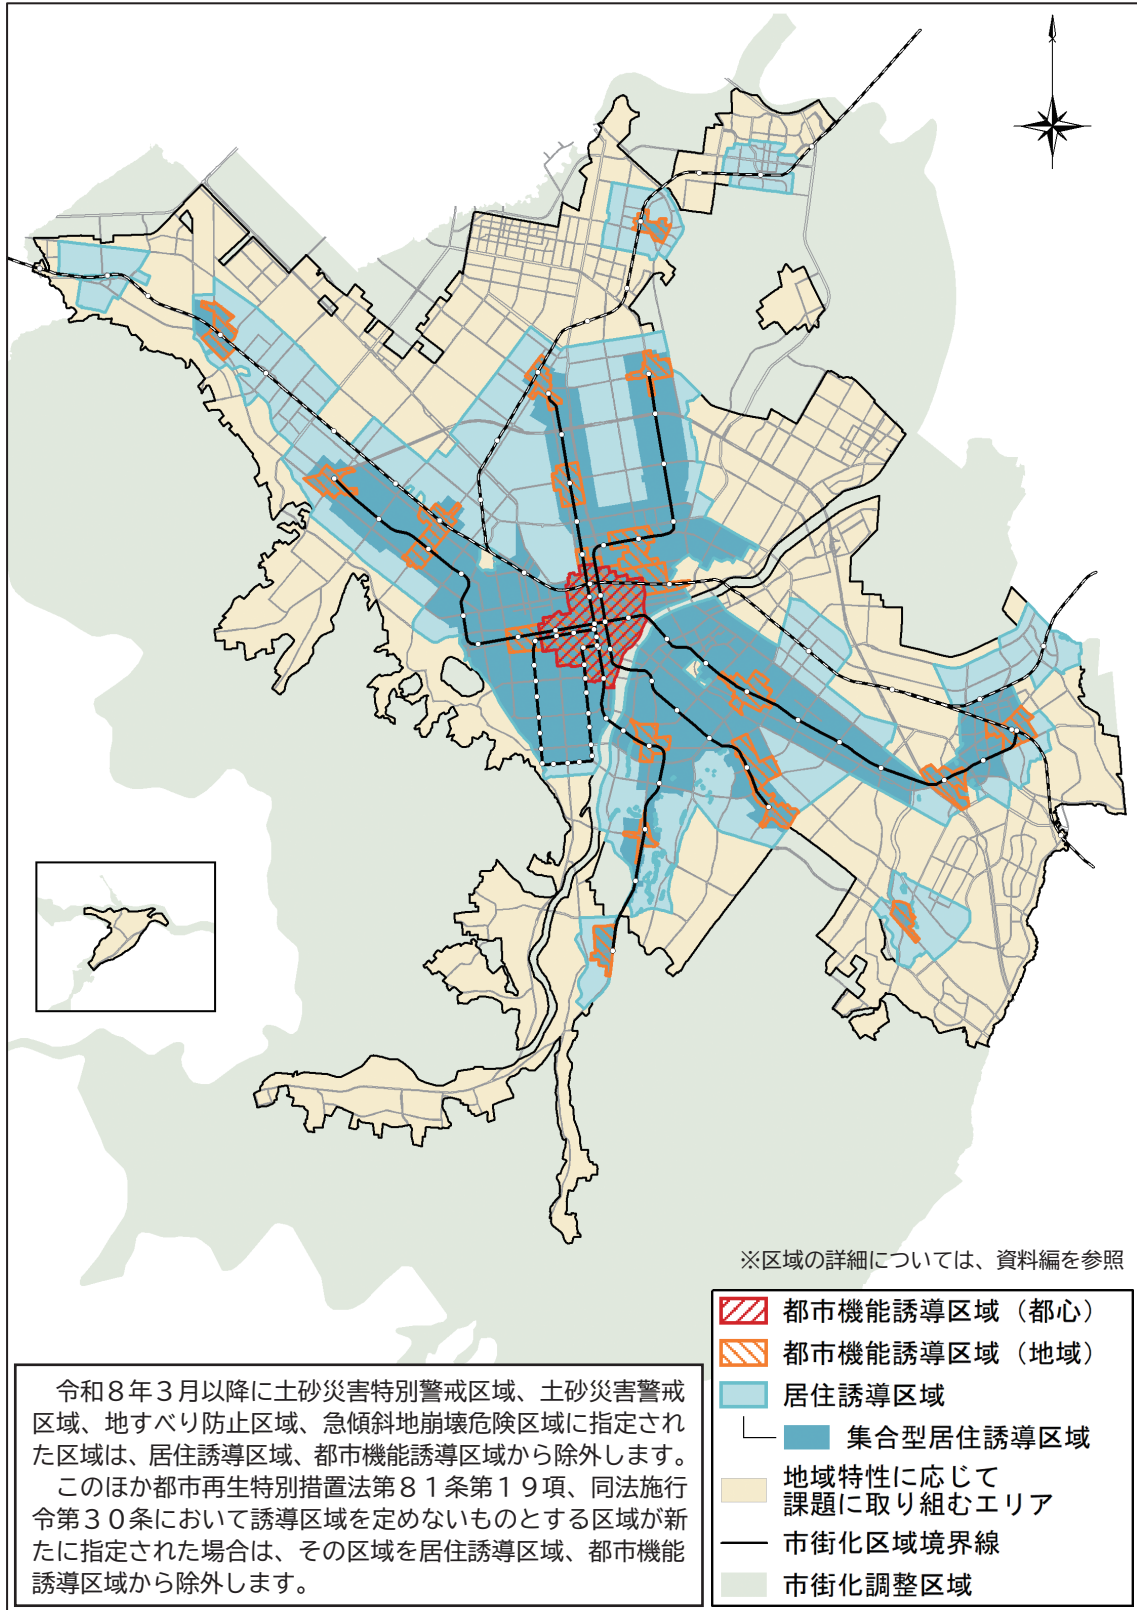 ※区域の詳細については、資料編を参照
都市機能誘導区域（都心）
都市機能誘導区域（地域）
居住誘導区域
集合型居住誘導区域
地域特性に応じて
課題に取り組むエリア
市街化区域境界線
市街化調整区域
令和８年３月以降に土砂災害特別警戒区域、土砂災害警戒
区域、地すべり防止区域、急傾斜地崩壊危険区域に指定され
た区域は、居住誘導区域、都市機能誘導区域から除外します。
このほか都市再生特別措置法第８１条第１９項、同法施行
令第３０条において誘導区域を定めないものとする区域が新
たに指定された場合は、その区域を居住誘導区域、都市機能
誘導区域から除外します。